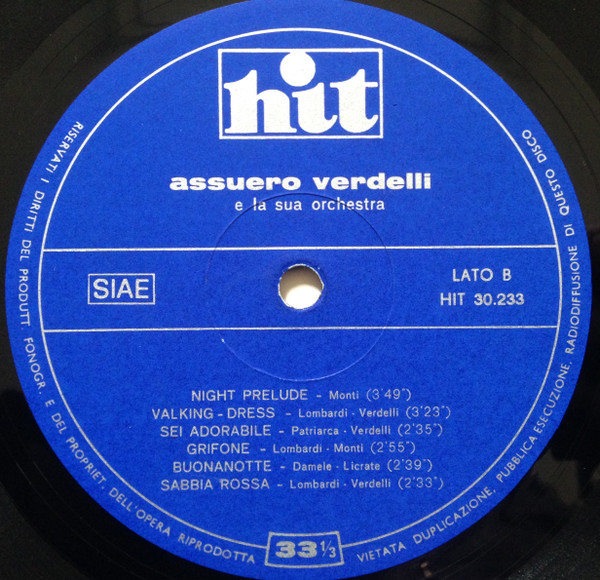 hit
assuero verdelli
e la sua orchestra
SIAE
LATO B
HIT 30.233
NIGHT PRELUDE - Monti (3'49")
VALKING-DRESS - Lombardi - Verdelli (3'23")
SEI ADORABILE - Patriarca - Verdelli (2'35")
GRIFONE - Lombardi - Monti (2'55")
BUONANOTTE - Damele - Licrate (2'39")
SABBIA ROSSA - Lombardi - Verdelli (2'33")
33 1/3
RISERVATI I DIRITTI DEL PRODUTT. FONOGR. E DEL PROPRIET. DELL'OPERA RIPRODOTTA
VIETATA DUPLICAZIONE, PUBBLICA ESECUZIONE, RADIODIFFUSIONE DI QUESTO DISCO